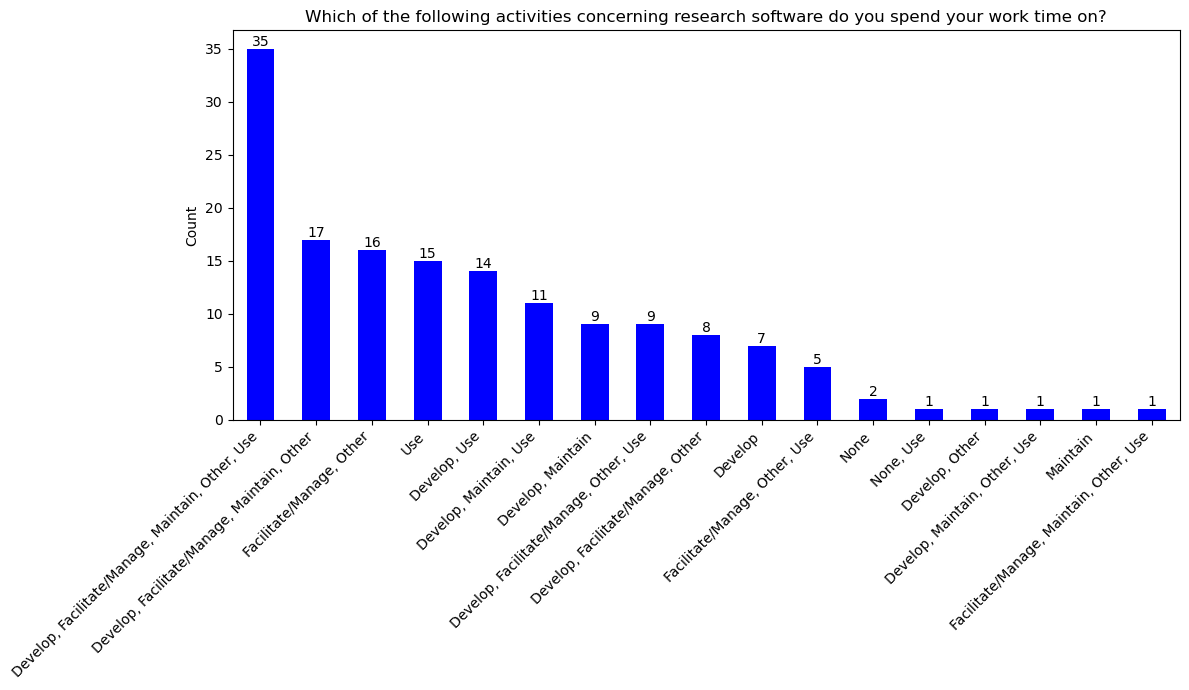 Which of the following activities concerning research software do you spend your work time on?
Count
35
30
25
20
15
10
5
0
35
17
16
15
14
11
9
9
8
7
5
2
1
1
1
1
1
Develop, Facilitate/Manage, Maintain, Other, Use
Develop, Facilitate/Manage, Maintain, Other
Facilitate/Manage, Other
Use
Develop, Use
Develop, Maintain, Use
Develop, Maintain
Develop, Facilitate/Manage, Other, Use
Develop, Facilitate/Manage, Other
Develop
Facilitate/Manage, Other, Use
None
None, Use
Develop, Other
Develop, Maintain, Other, Use
Maintain
Facilitate/Manage, Maintain, Other, Use